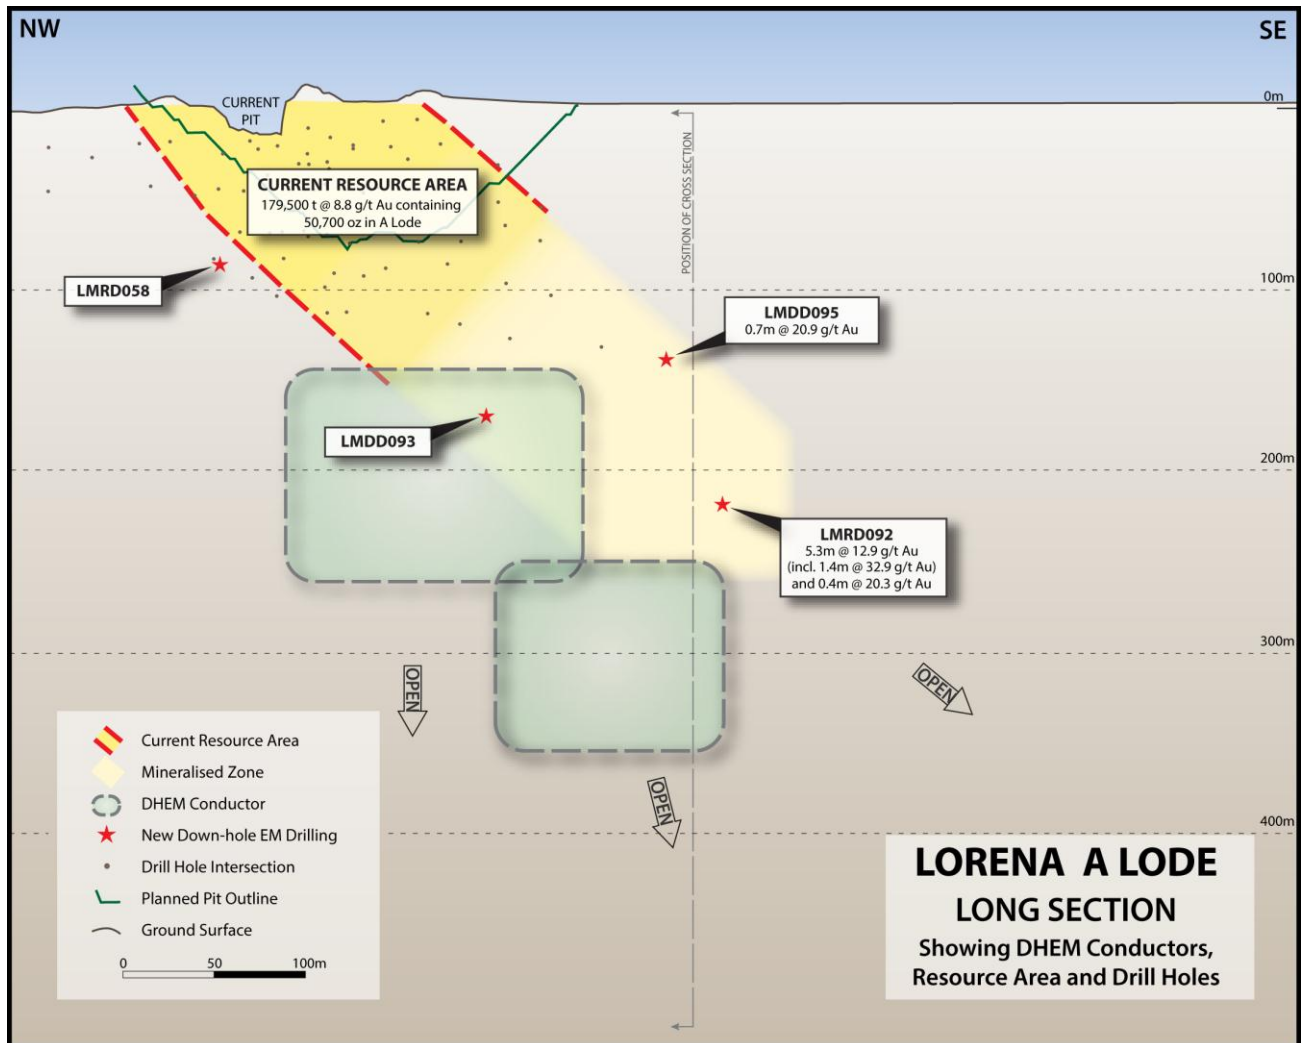 NW
SE
CURRENT
PIT
0m
CURRENT RESOURCE AREA
179,500 t @ 8.8 g/t Au containing
50,700 oz in A Lode
POSITION OF CROSS SECTION
LMRD058
100m
LMDD095
0.7m @ 20.9 g/t Au
LMDD093
200m
LMRD092
5.3m @ 12.9 g/t Au
(incl. 1.4m @ 32.9 g/t Au)
and 0.4m @ 20.3 g/t Au
300m
OPEN
OPEN
OPEN
400m
Current Resource Area
Mineralised Zone
DHEM Conductor
New Down-hole EM Drilling
Drill Hole Intersection
Planned Pit Outline
Ground Surface
0 50 100m
LORENA A LODE
LONG SECTION
Showing DHEM Conductors,
Resource Area and Drill Holes